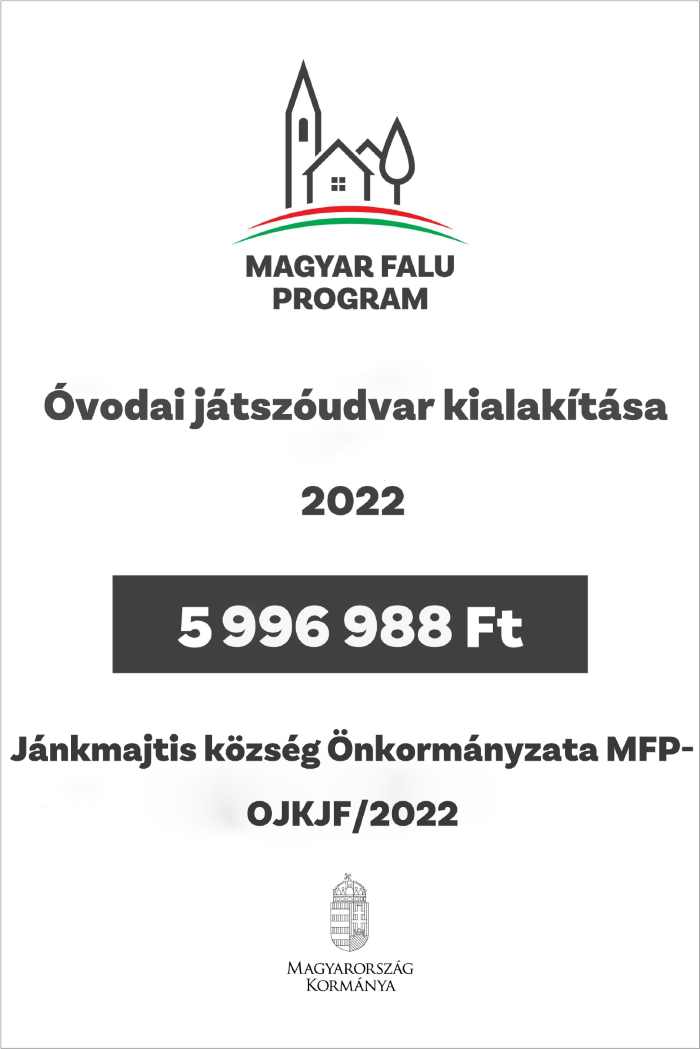 MAGYAR FALU
PROGRAM
Óvodai játszóudvar kialakítása
2022
5 996 988 Ft
Jánkmajtis község Önkormányzata MFP-
OJKJF/2022
MAGYARORSZÁG
KORMÁNYA